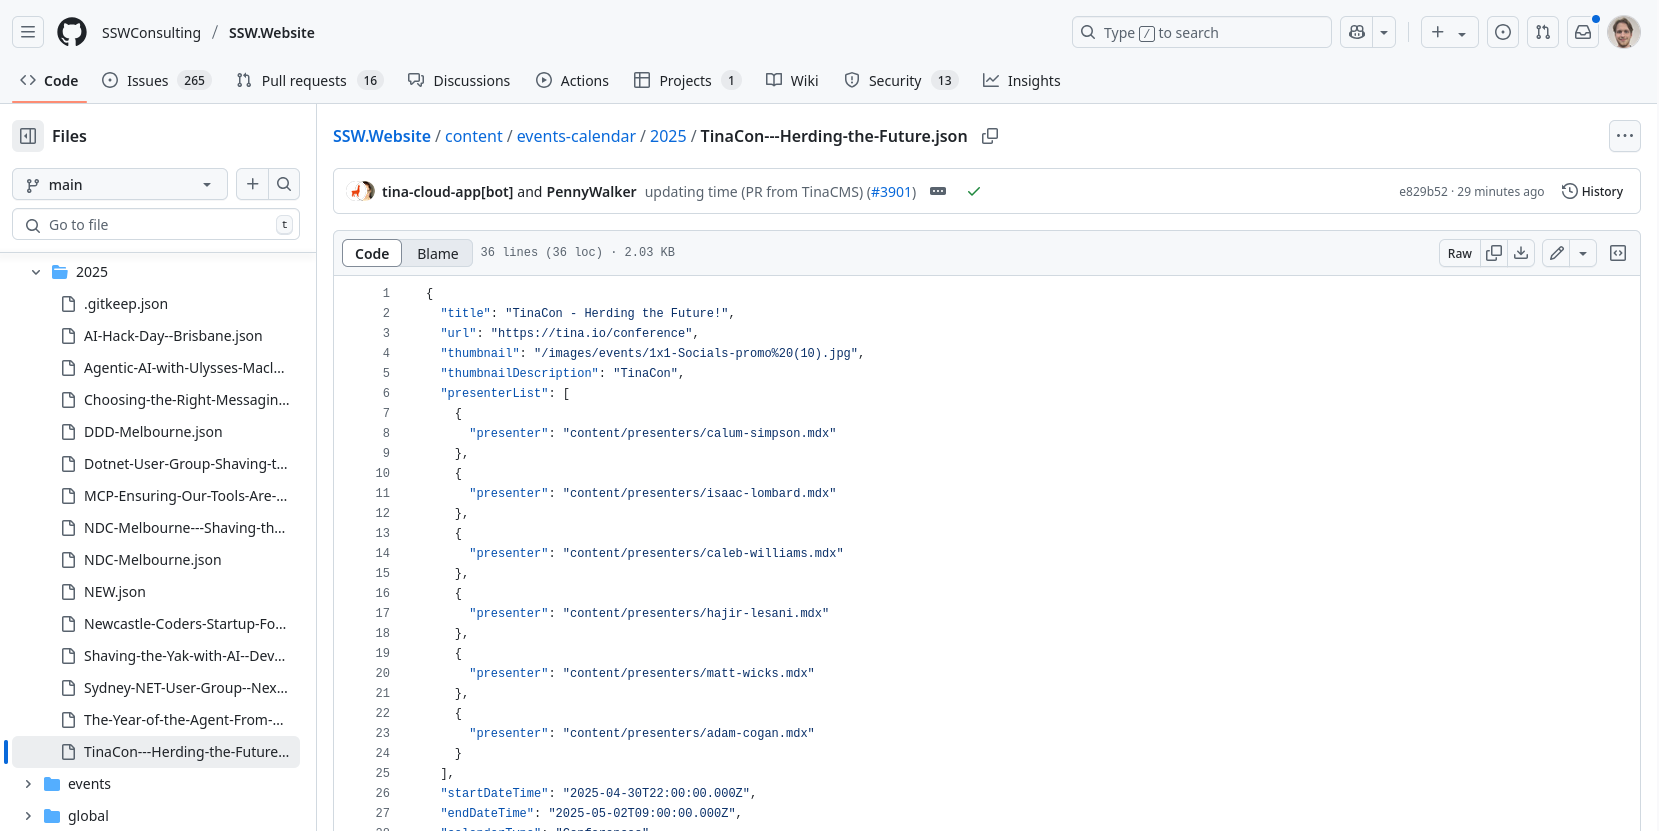 SSWConsulting / SSW.Website
Type / to search
Code
Issues 265
Pull requests 16
Discussions
Actions
Projects 1
Wiki
Security 13
Insights
Files
main
Go to file
t
2025
.gitkeep.json
AI-Hack-Day--Brisbane.json
Agentic-AI-with-Ulysses-Macl...
Choosing-the-Right-Messagin...
DDD-Melbourne.json
Dotnet-User-Group-Shaving-t...
MCP-Ensuring-Our-Tools-Are-...
NDC-Melbourne---Shaving-th...
NDC-Melbourne.json
NEW.json
Newcastle-Coders-Startup-Fo...
Shaving-the-Yak-with-AI--Dev...
Sydney-NET-User-Group--Nex...
The-Year-of-the-Agent-From-...
TinaCon---Herding-the-Future...
events
global
SSW.Website / content / events-calendar / 2025 / TinaCon---Herding-the-Future.json
tina-cloud-app[bot] and PennyWalker updating time (PR from TinaCMS) (#3901)
e829b52 · 29 minutes ago
History
Code Blame 36 lines (36 loc) · 2.03 KB
Raw
1 {
2 "title": "TinaCon - Herding the Future!",
3 "url": "https://tina.io/conference",
4 "thumbnail": "/images/events/1x1-Socials-promo%20(10).jpg",
5 "thumbnailDescription": "TinaCon",
6 "presenterList": [
7 {
8 "presenter": "content/presenters/calum-simpson.mdx"
9 },
10 {
11 "presenter": "content/presenters/isaac-lombard.mdx"
12 },
13 {
14 "presenter": "content/presenters/caleb-williams.mdx"
15 },
16 {
17 "presenter": "content/presenters/hajir-lesani.mdx"
18 },
19 {
20 "presenter": "content/presenters/matt-wicks.mdx"
21 },
22 {
23 "presenter": "content/presenters/adam-cogan.mdx"
24 }
25 ],
26 "startDateTime": "2025-04-30T22:00:00.000Z",
27 "endDateTime": "2025-05-02T09:00:00.000Z",
28 "calendarType": "Conferences",